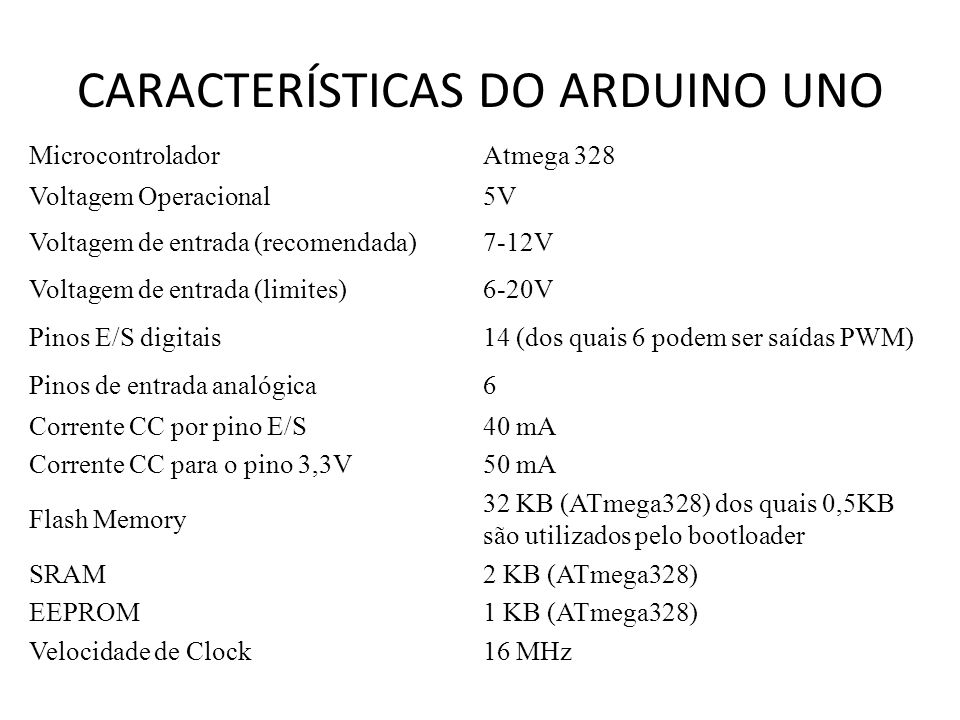 CARACTERÍSTICAS DO ARDUINO UNO
Microcontrolador Atmega 328
Voltagem Operacional 5V
Voltagem de entrada (recomendada) 7-12V
Voltagem de entrada (limites) 6-20V
Pinos E/S digitais 14 (dos quais 6 podem ser saídas PWM)
Pinos de entrada analógica 6
Corrente CC por pino E/S 40 mA
Corrente CC para o pino 3,3V 50 mA
Flash Memory 32 KB (ATmega328) dos quais 0,5KB
são utilizados pelo bootloader
SRAM 2 KB (ATmega328)
EEPROM 1 KB (ATmega328)
Velocidade de Clock 16 MHz